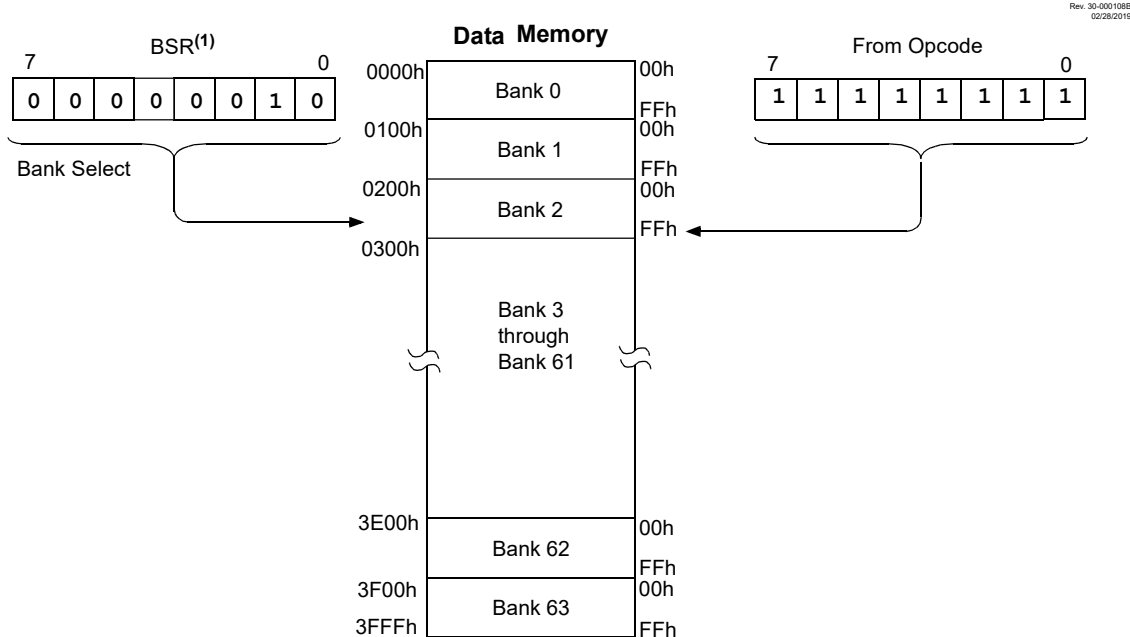 Rev. 30-000108B
02/28/2019
Data Memory
BSR(1)
7 0
0 0 0 0 0 0 1 0
Bank Select
From Opcode
7 0
1 1 1 1 1 1 1 1
0000h Bank 0 00h
FFh
0100h Bank 1 00h
FFh
0200h Bank 2 00h
FFh
0300h
Bank 3
through
Bank 61
3E00h Bank 62 00h
FFh
3F00h Bank 63 00h
3FFFh FFh